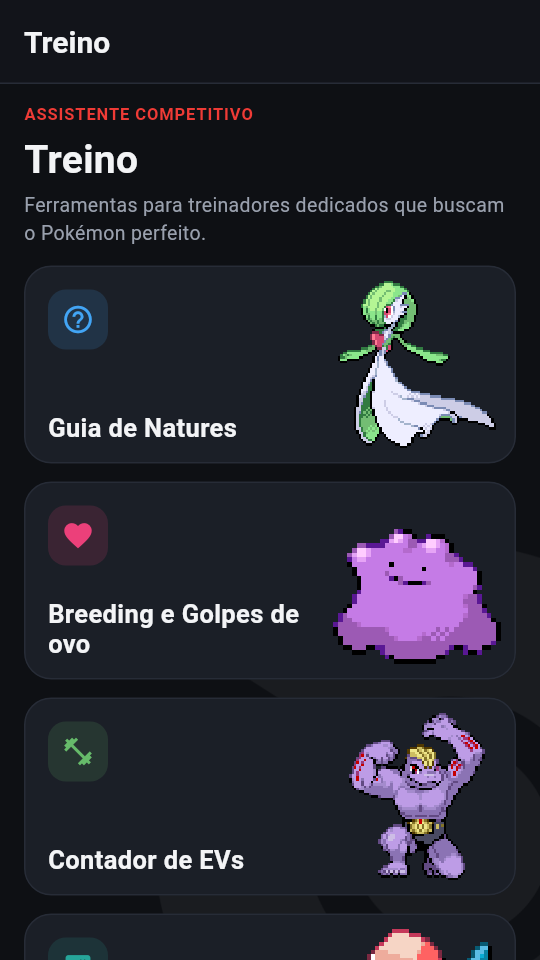 Treino
ASSISTENTE COMPETITIVO
Treino
Ferramentas para treinadores dedicados que buscam
o Pokémon perfeito.
Guia de Natures
Breeding e Golpes de
ovo
Contador de EVs